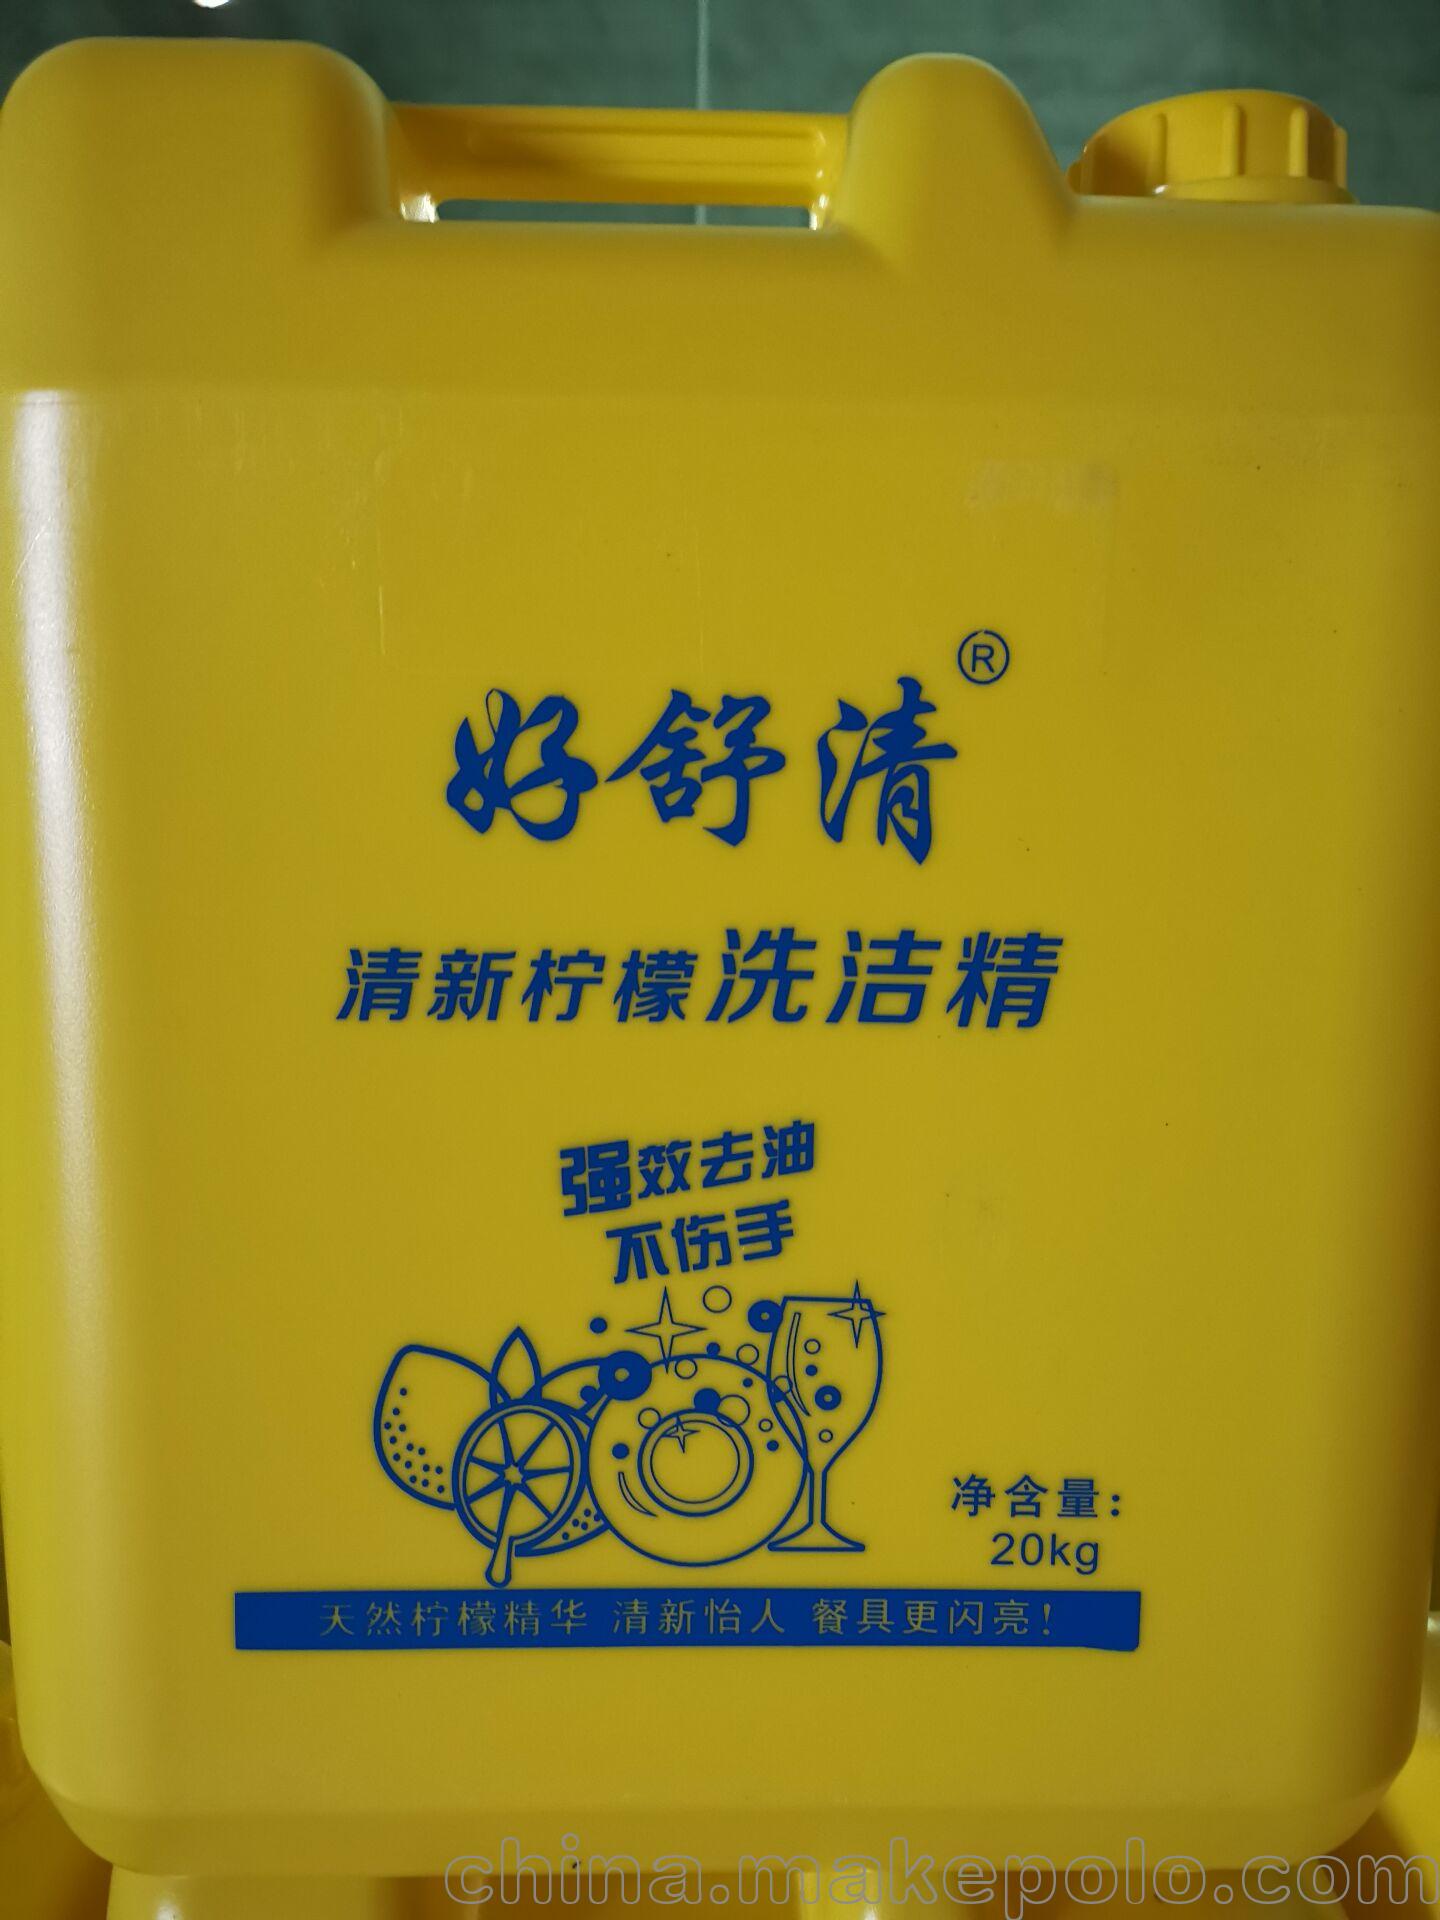 好舒清®
清新柠檬洗洁精
强效去油
不伤手
净含量：
20kg
天然柠檬精华 清新怡人 餐具更闪亮！
china.makepolo.com